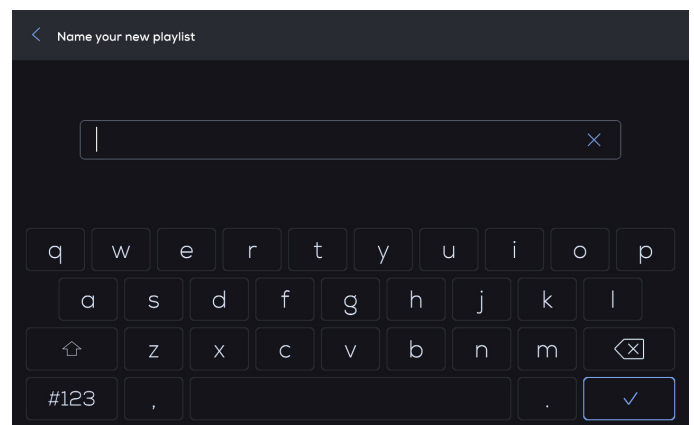 Name your new playlist
q w e r t y u i o p
a s d f g h j k l
z x c v b n m
#123 , .